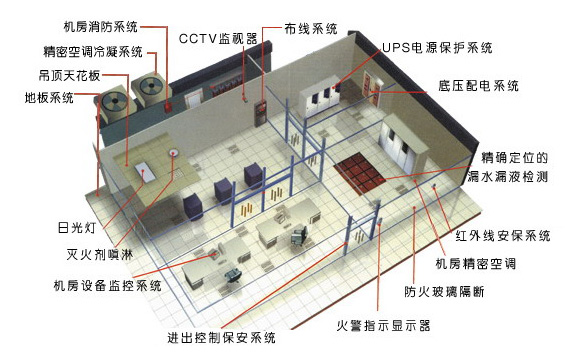 机房消防系统
布线系统
CCTV监视器
UPS电源保护系统
精密空调冷凝系统
吊顶天花板
底压配电系统
地板系统
精确定位的
漏水漏液检测
日光灯
红外线安保系统
灭火剂嗔淋
机房精密空调
机房设备监控系统
防火玻璃隔断
火警指示显示器
进出控制保安系统